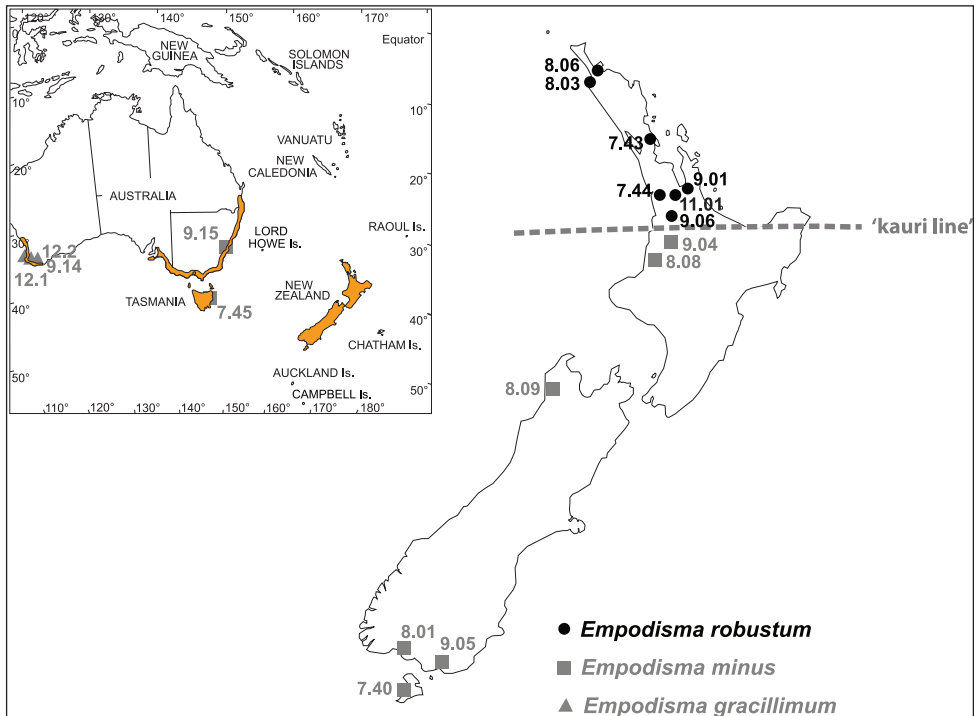 120°
130°
140°
150°
160°
170°
NEW
GUINEA
SOLOMON
ISLANDS
Equator
10°
10°
VANUATU
NEW
CALEDONIA
20°
20°
AUSTRALIA
LORD
HOWE Is.
RAOUL Is.
9.15
30°
30°
12.2
9.14
12.1
NEW
ZEALAND
TASMANIA
7.45
40°
40°
CHATHAM Is.
AUCKLAND Is.
CAMPBELL Is.
50°
50°
110°
120°
130°
140°
150°
160°
170°
180°
8.06
8.03
7.43
7.44
9.01
11.01
9.06
'kauri line'
9.04
8.08
8.09
8.01
9.05
7.40
Empodisma robustum
Empodisma minus
Empodisma gracillimum